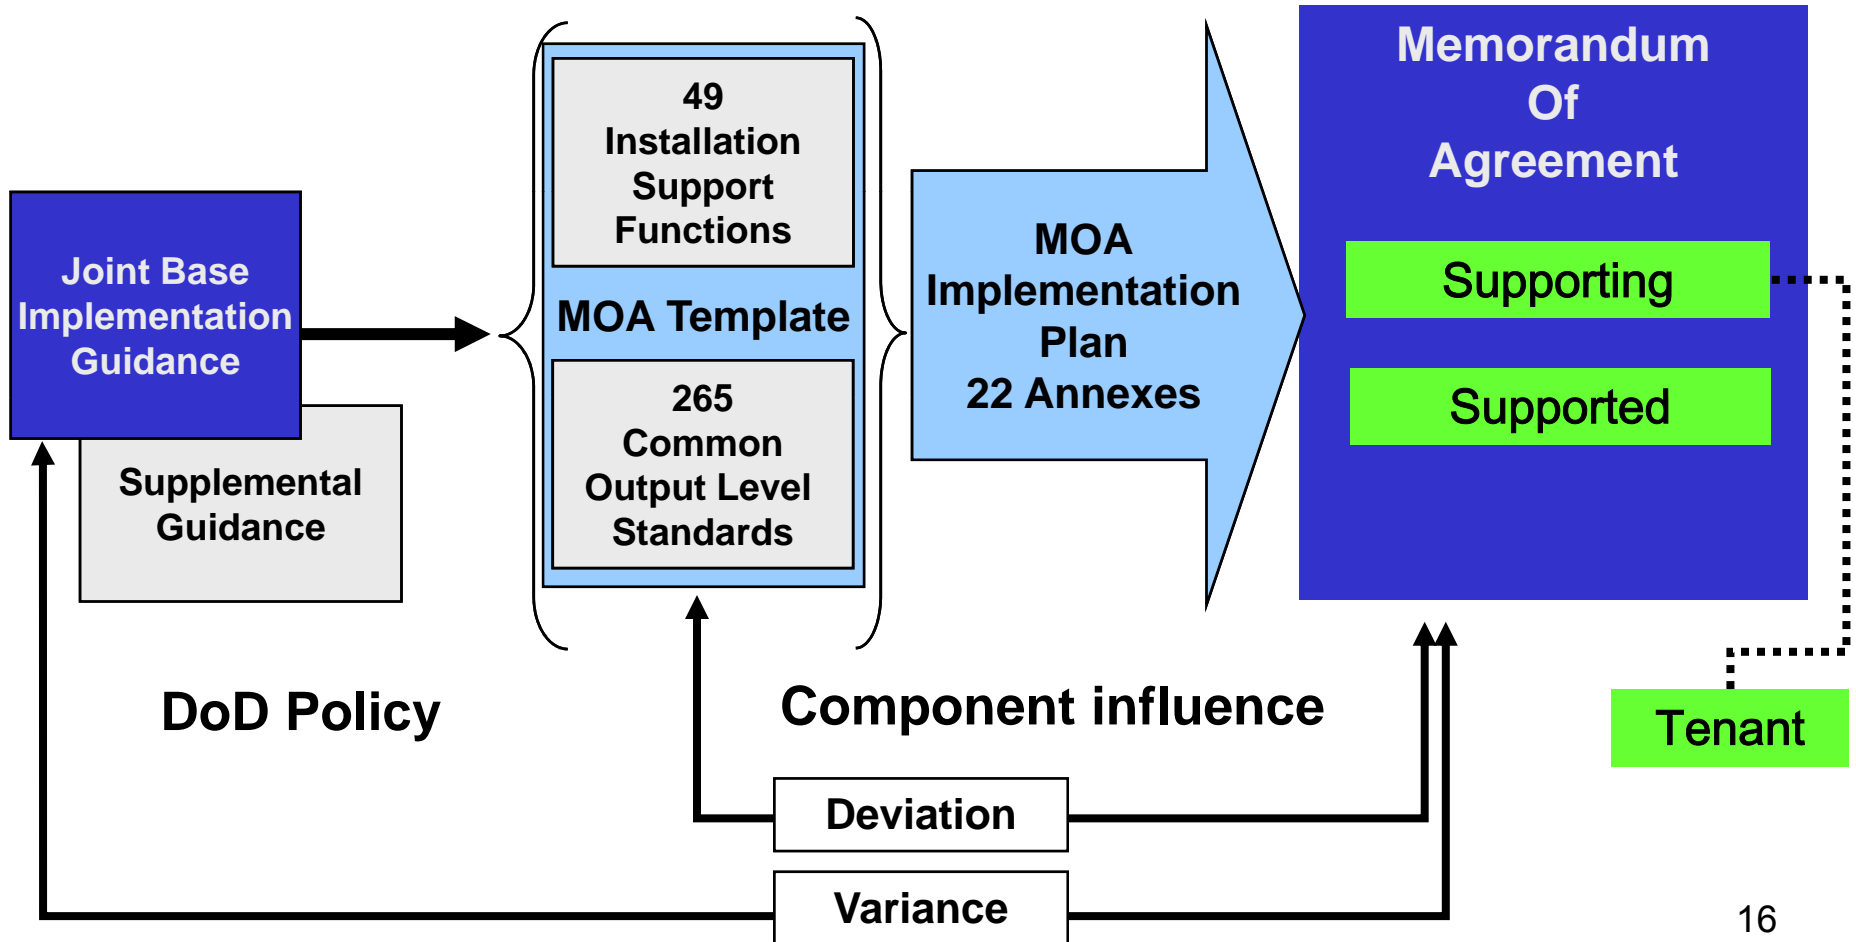 Joint Base
Implementation
Guidance
Supplemental
Guidance
49
Installation
Support
Functions
MOA Template
265
Common
Output Level
Standards
MOA
Implementation
Plan
22 Annexes
Memorandum
Of
Agreement
Supporting
Supported
Tenant
DoD Policy
Component influence
Deviation
Variance
16